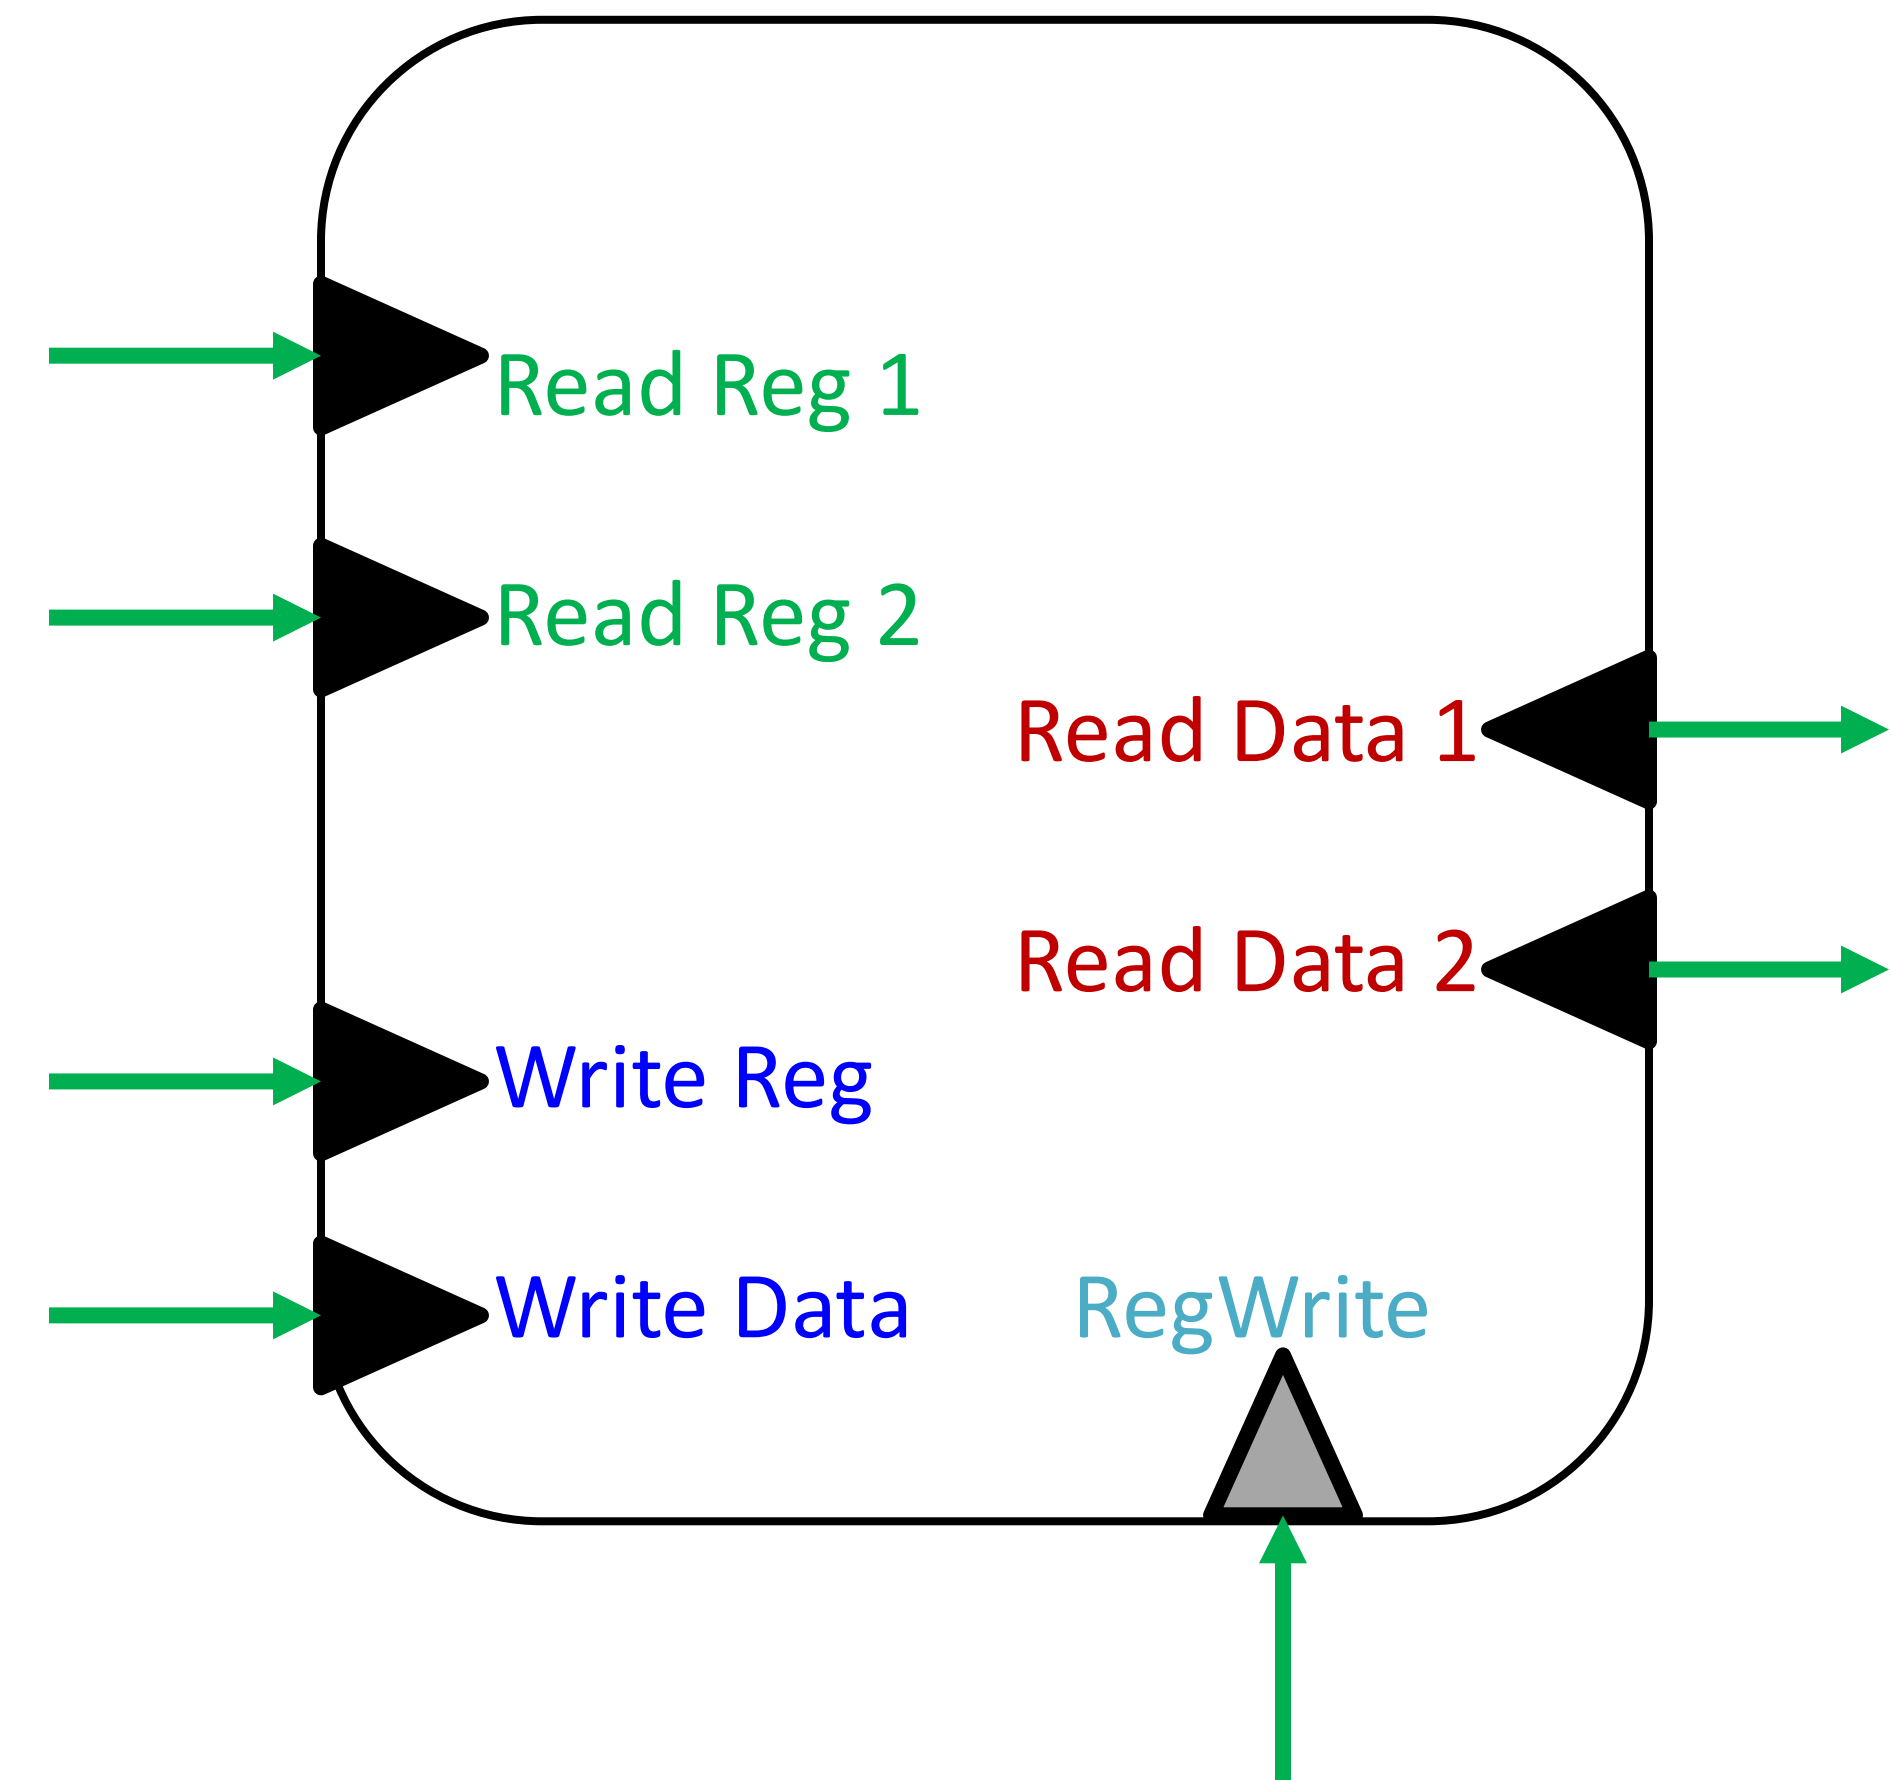 Read Reg 1
Read Reg 2
Read Data 1
Read Data 2
Write Reg
Write Data
RegWrite